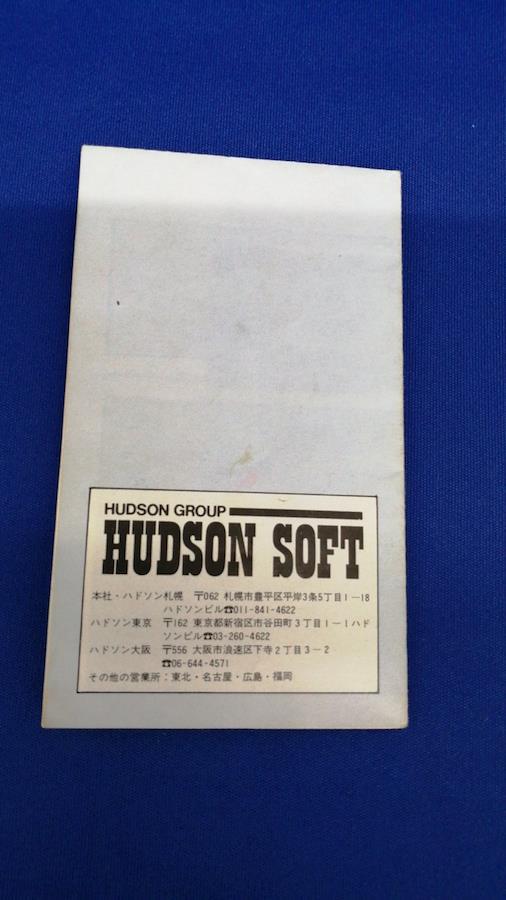 HUDSON GROUP
HUDSON SOFT
本社・ハドソン札幌 〒062 札幌市豊平区平岸3条5丁目1-18
ハドソンビル☎011-841-4622
ハドソン東京 〒162 東京都新宿区市谷田町3丁目1-1ハド
ソンビル☎03-260-4622
ハドソン大阪 〒556 大阪市浪速区下寺2丁目3-2
☎06-644-4571
その他の営業所：東北・名古屋・広島・福岡